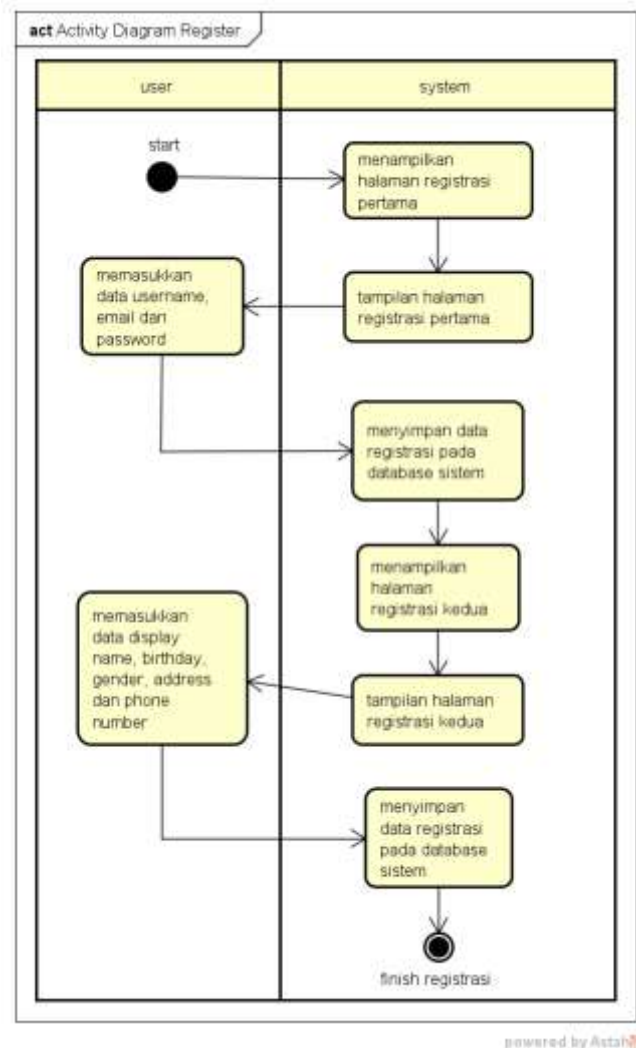 act Activity Diagram Register
user
system
start
menampilkan
halaman registrasi
pertama
tampilan halaman
registrasi pertama
memasukkan
data username,
email dan
password
menyimpan data
registrasi pada
database sistem
menampilkan
halaman
registrasi kedua
tampilan halaman
registrasi kedua
memasukkan
data display
name, birthday,
gender, address
dan phone
number
menyimpan
data registrasi
pada database
sistem
finish registrasi
powered by Astah